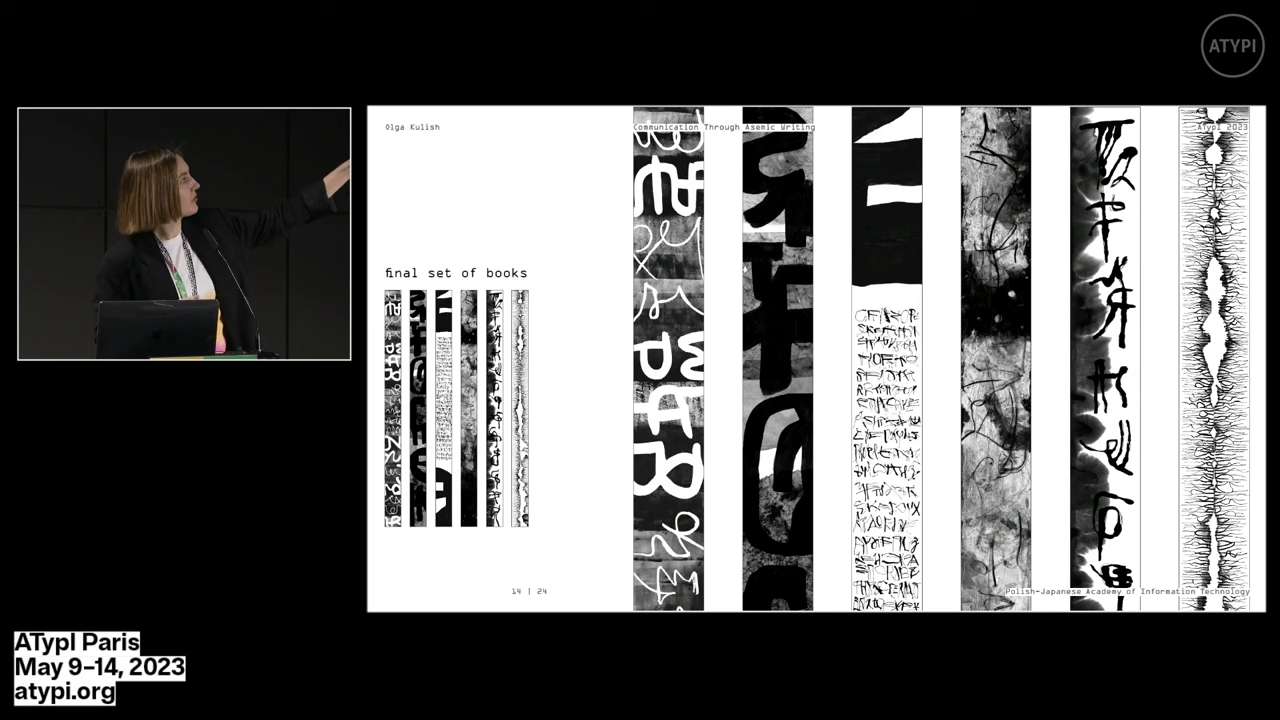 ATYPI
Olga Kulish
Communication Through Asemic Writing
ATypI 2023
final set of books
14 | 24
Polish-Japanese Academy of Information Technology
ATypI Paris
May 9–14, 2023
atypi.org